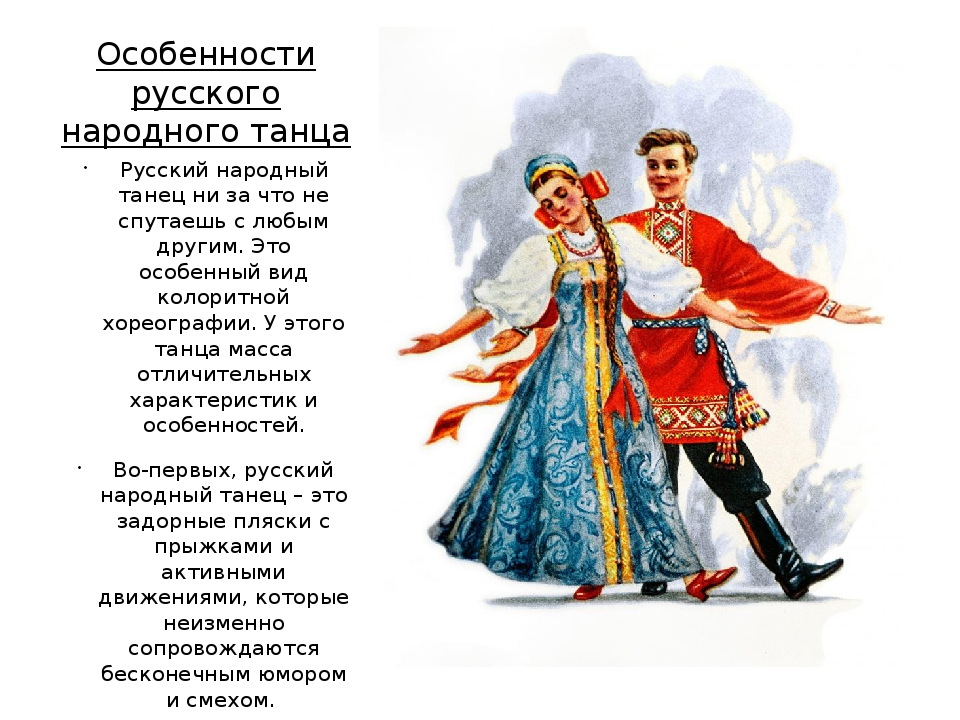 Особенности
русского
народного танца
· Русский народный
танец ни за что не
спутаешь с любым
другим. Это
особенный вид
колоритной
хореографии. У этого
танца масса
отличительных
характеристик и
особенностей.
· Во-первых, русский
народный танец – это
задорные пляски с
прыжками и
активными
движениями, которые
неизменно
сопровождаются
бесконечным юмором
и смехом.